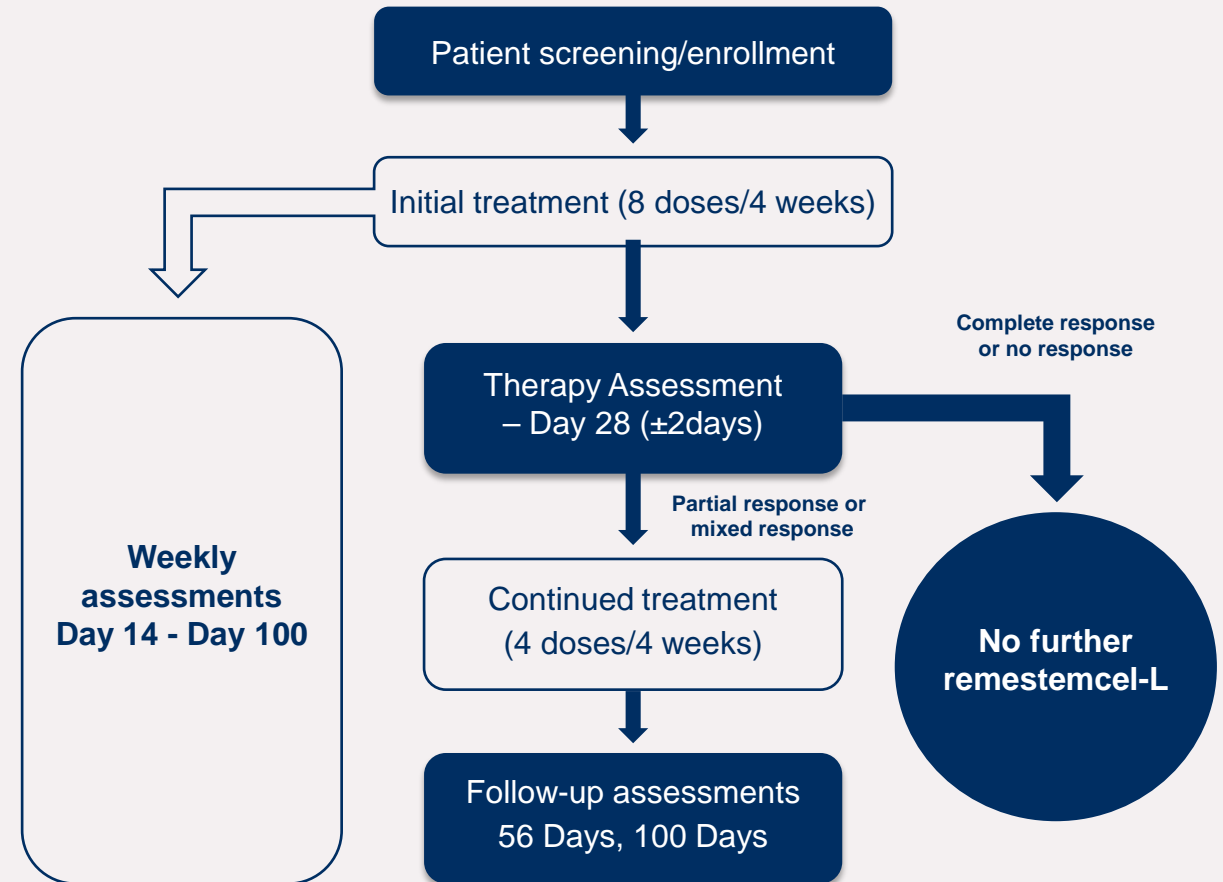 Patient screening/enrollment
Initial treatment (8 doses/4 weeks)
Complete response
or no response
Therapy Assessment
– Day 28 (±2days)
Partial response or
mixed response
Weekly
assessments
Day 14 - Day 100
Continued treatment
(4 doses/4 weeks)
No further
remestemcel-L
Follow-up assessments
56 Days, 100 Days